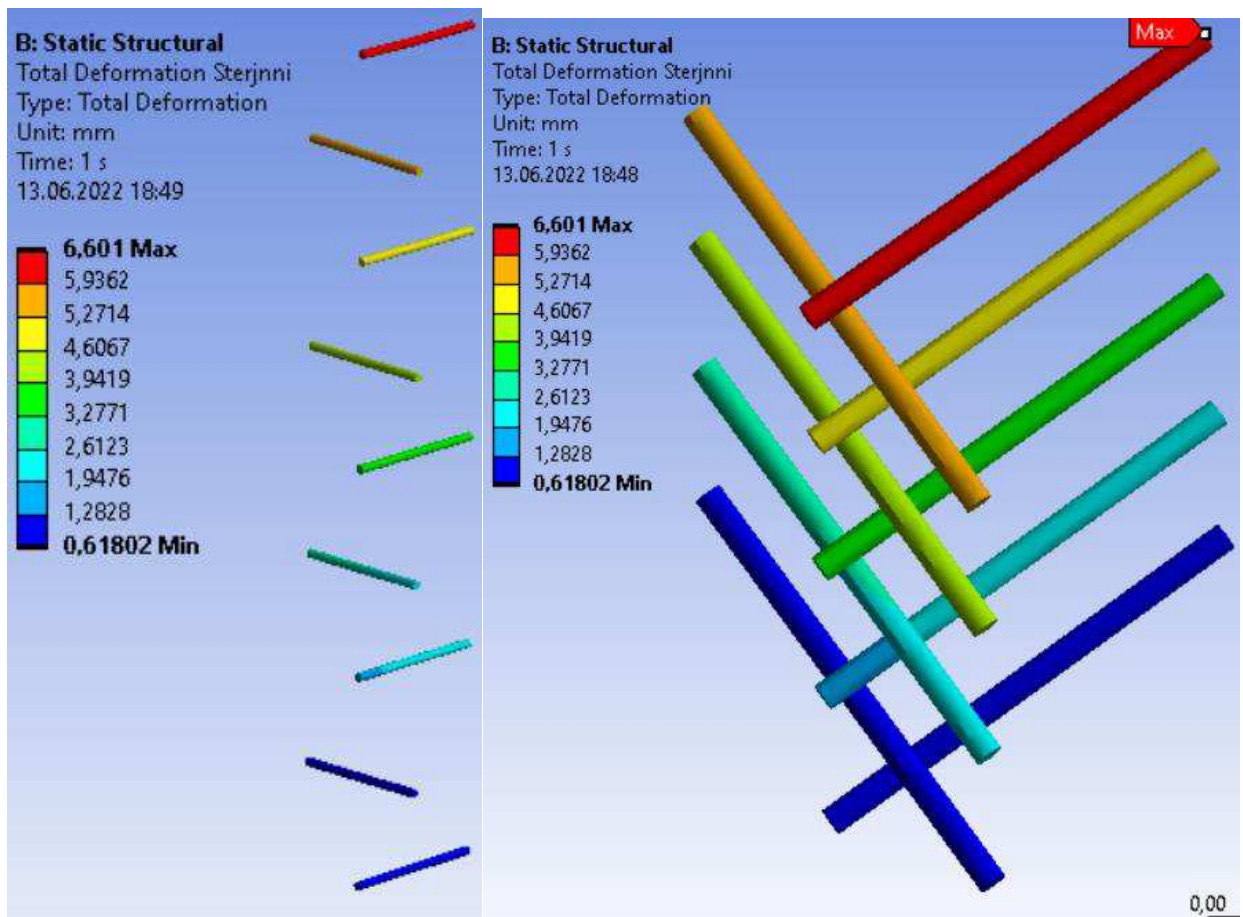 B: Static Structural
Total Deformation Sterjnni
Type: Total Deformation
Unit: mm
Time: 1 s
13.06.2022 18:49
6,601 Max
5,9362
5,2714
4,6067
3,9419
3,2771
2,6123
1,9476
1,2828
0,61802 Min
B: Static Structural
Total Deformation Sterjnni
Type: Total Deformation
Unit: mm
Time: 1 s
13.06.2022 18:48
6,601 Max
5,9362
5,2714
4,6067
3,9419
3,2771
2,6123
1,9476
1,2828
0,61802 Min
Max
0,00